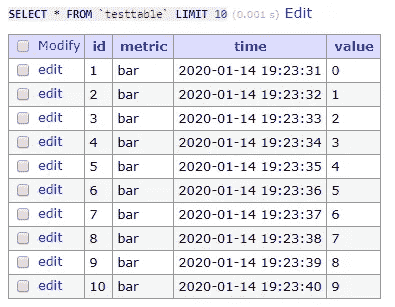 SELECT * FROM `testtable` LIMIT 10 (0.001 s) Edit
Modify id metric time value
edit 1 bar 2020-01-14 19:23:31 0
edit 2 bar 2020-01-14 19:23:32 1
edit 3 bar 2020-01-14 19:23:33 2
edit 4 bar 2020-01-14 19:23:34 3
edit 5 bar 2020-01-14 19:23:35 4
edit 6 bar 2020-01-14 19:23:36 5
edit 7 bar 2020-01-14 19:23:37 6
edit 8 bar 2020-01-14 19:23:38 7
edit 9 bar 2020-01-14 19:23:39 8
edit 10 bar 2020-01-14 19:23:40 9